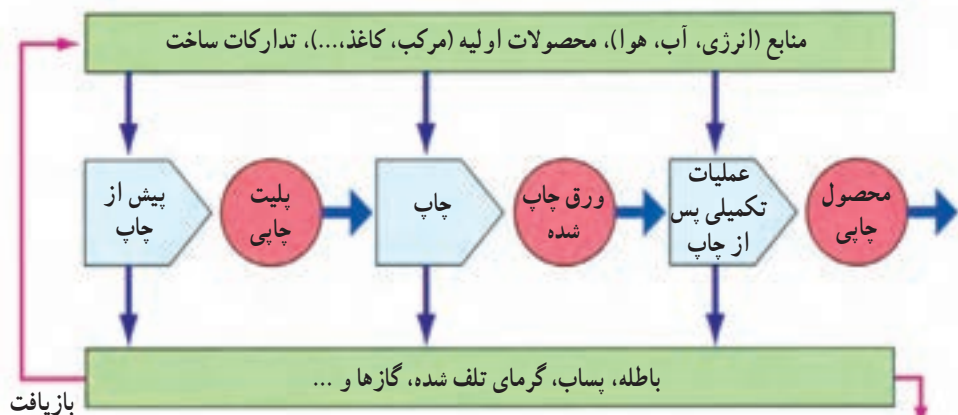 منابع (انرژی، آب، هوا)، محصولات اولیه (مرکب، کاغذ،...)، تدارکات ساخت
پیش از
چاپ
پلیت
چاپی
چاپ
ورق چاپ
شده
عملیات
تکمیلی پس
از چاپ
محصول
چاپی
باطله، پساب، گرمای تلف شده، گازها و ...
بازیافت